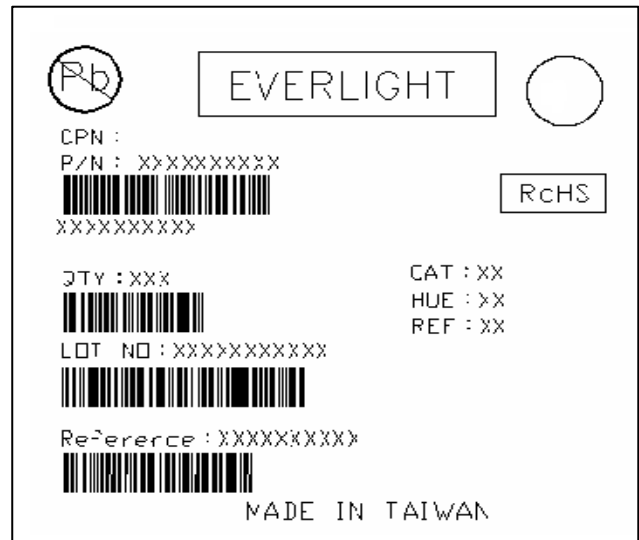 Pb
EVERLIGHT
CPN :
P/N : XXXXXXXXXX
RoHS
XXXXXXXXXX
QTY : XXX
CAT : XX
HUE : XX
REF : XX
LOT NO : XXXXXXXXXXX
Reference : XXXXXXXXXX
MADE IN TAIWAN